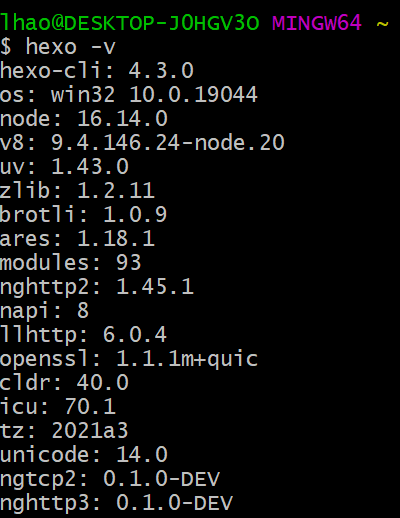 lhao@DESKTOP-J0HGV3O MINGW64 ~
$ hexo -v
hexo-cli: 4.3.0
os: win32 10.0.19044
node: 16.14.0
v8: 9.4.146.24-node.20
uv: 1.43.0
zlib: 1.2.11
brotli: 1.0.9
ares: 1.18.1
modules: 93
nghttp2: 1.45.1
napi: 8
llhttp: 6.0.4
openssl: 1.1.1m+quic
cldr: 40.0
icu: 70.1
tz: 2021a3
unicode: 14.0
ngtcp2: 0.1.0-DEV
nghttp3: 0.1.0-DEV